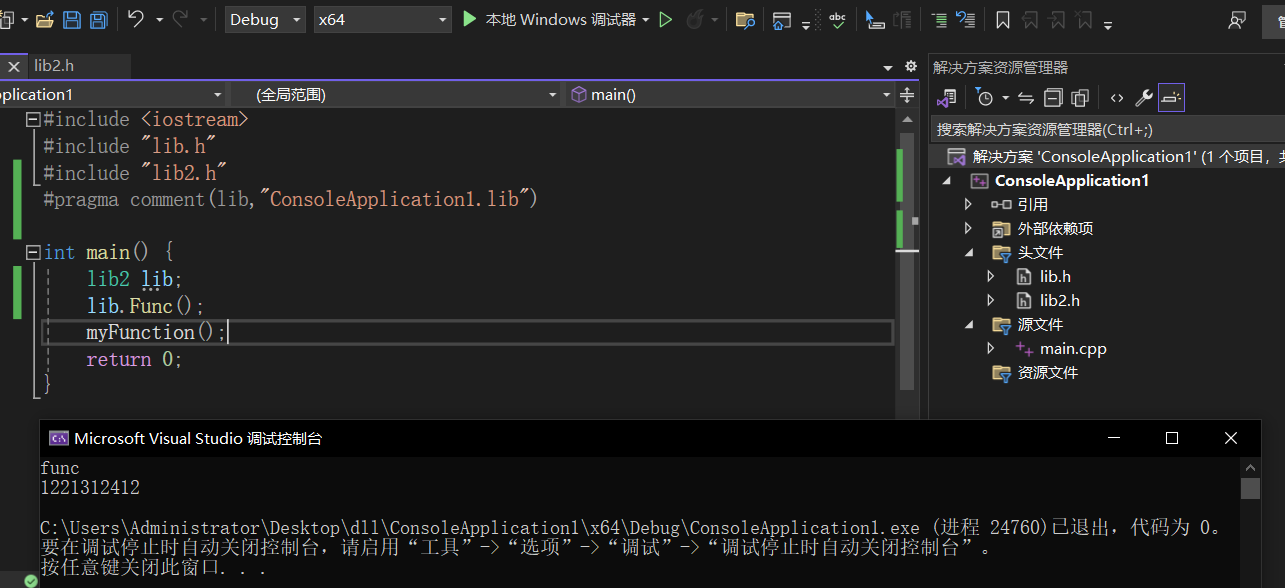 Debug
x64
本地 Windows 调试器
lib2.h
解决方案资源管理器
plication1
(全局范围)
main()
搜索解决方案资源管理器(Ctrl+;)
解决方案 'ConsoleApplication1' (1 个项目,
ConsoleApplication1
引用
外部依赖项
头文件
lib.h
lib2.h
源文件
main.cpp
资源文件
#include <iostream>
#include "lib.h"
#include "lib2.h"
#pragma comment(lib,"ConsoleApplication1.lib")
int main() {
lib2 lib;
lib.Func();
myFunction();
return 0;
}
Microsoft Visual Studio 调试控制台
func
1221312412
C:\Users\Administrator\Desktop\dll\ConsoleApplication1\x64\Debug\ConsoleApplication1.exe (进程 24760)已退出，代码为 0。
要在调试停止时自动关闭控制台，请启用“工具”->“选项”->“调试”->“调试停止时自动关闭控制台”。
按任意键关闭此窗口. . .